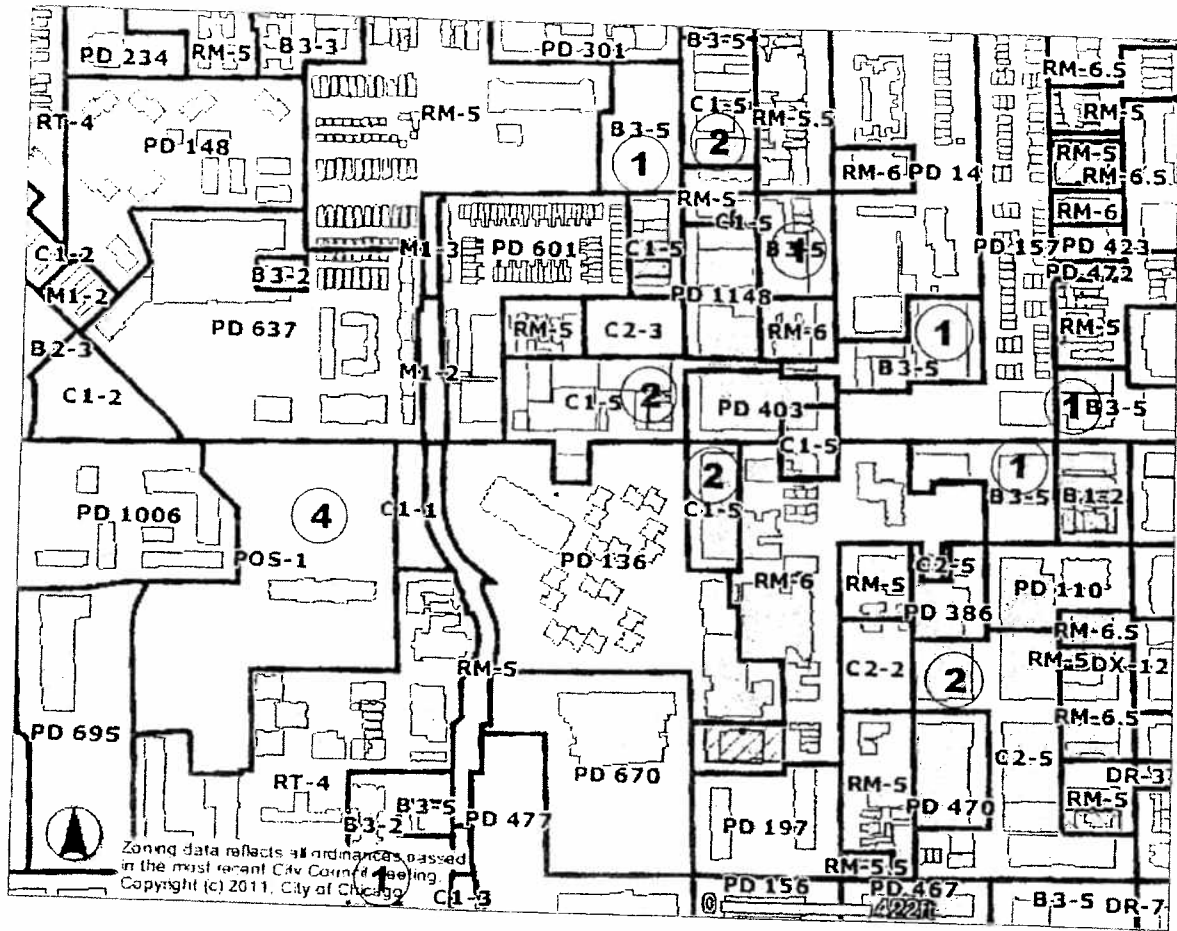 PD 234
RM-5
B3-3
PD 301
B3-5
RM-6.5
RT-4
RM-5
C1-5
RM-5
PD 148
B3-5
2
RM-5.5
1
RM-5
RM-6
PD 14
RM-6.5
RM-5
RM-6
C1-5
C1-2
M1-3
PD 601
C1-5
B3-5
PD 157
PD 423
1
B3-2
PD 472
M1-2
PD 1148
PD 637
RM-5
C2-3
RM-6
1
RM-5
B2-3
B3-5
M1-2
C1-2
C1-5
2
PD 403
1
B3-5
C1-5
2
1
C1-5
B3-5
B1-2
PD 1006
4
C1-1
POS-1
PD 136
RM-6
RM-5
C2-5
PD 110
PD 386
RM-6.5
RM-5
C2-2
2
RM-5
DX-12
RM-6.5
PD 695
RT-4
PD 670
RM-5
C2-5
DR-3
RM-5
B3-2
B3-5
PD 477
PD 197
PD 470
Zoning data reflects all ordinances passed
in the most recent City Council meeting.
Copyright (c) 2011, City of Chicago
1
C1-3
RM-5.5
PD 156
PD 467
422ft
B3-5
DR-7